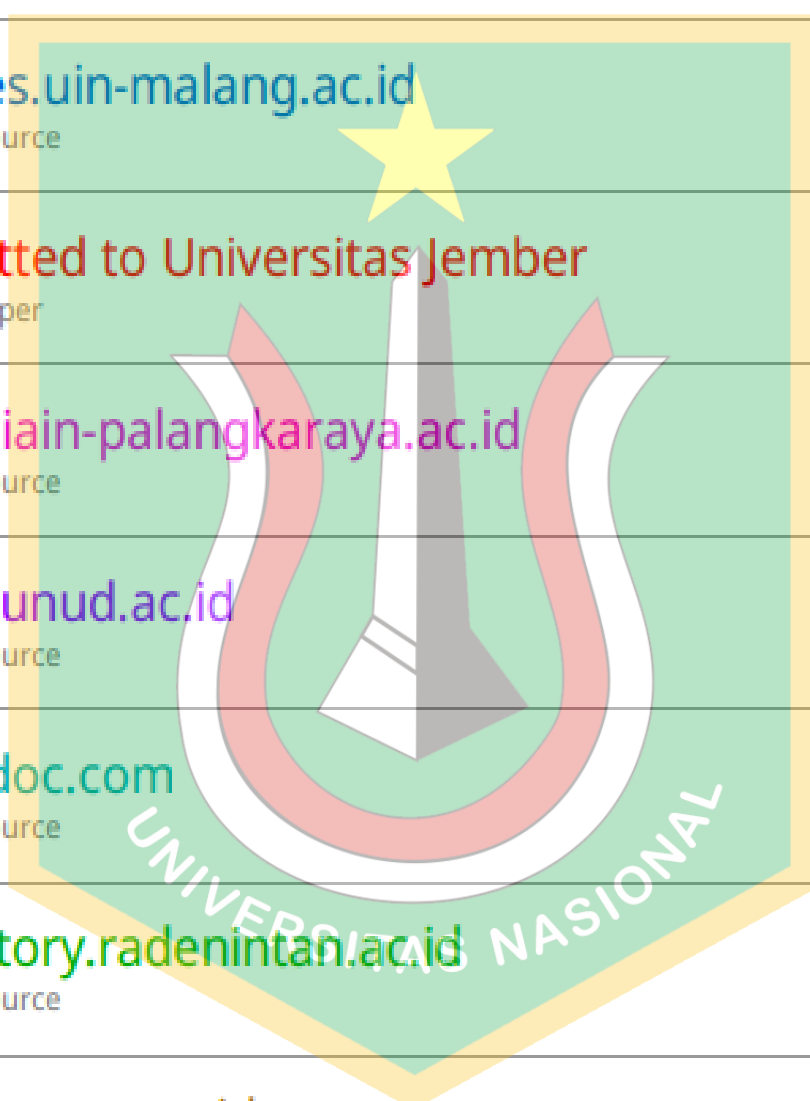 es.uin-malang.ac.id
urce
tted to Universitas Jember
per
iain-palangkaraya.ac.id
urce
unud.ac.id
urce
doc.com
urce
tory.radenintan.ac.id
urce
UNIVERSITAS NASIONAL